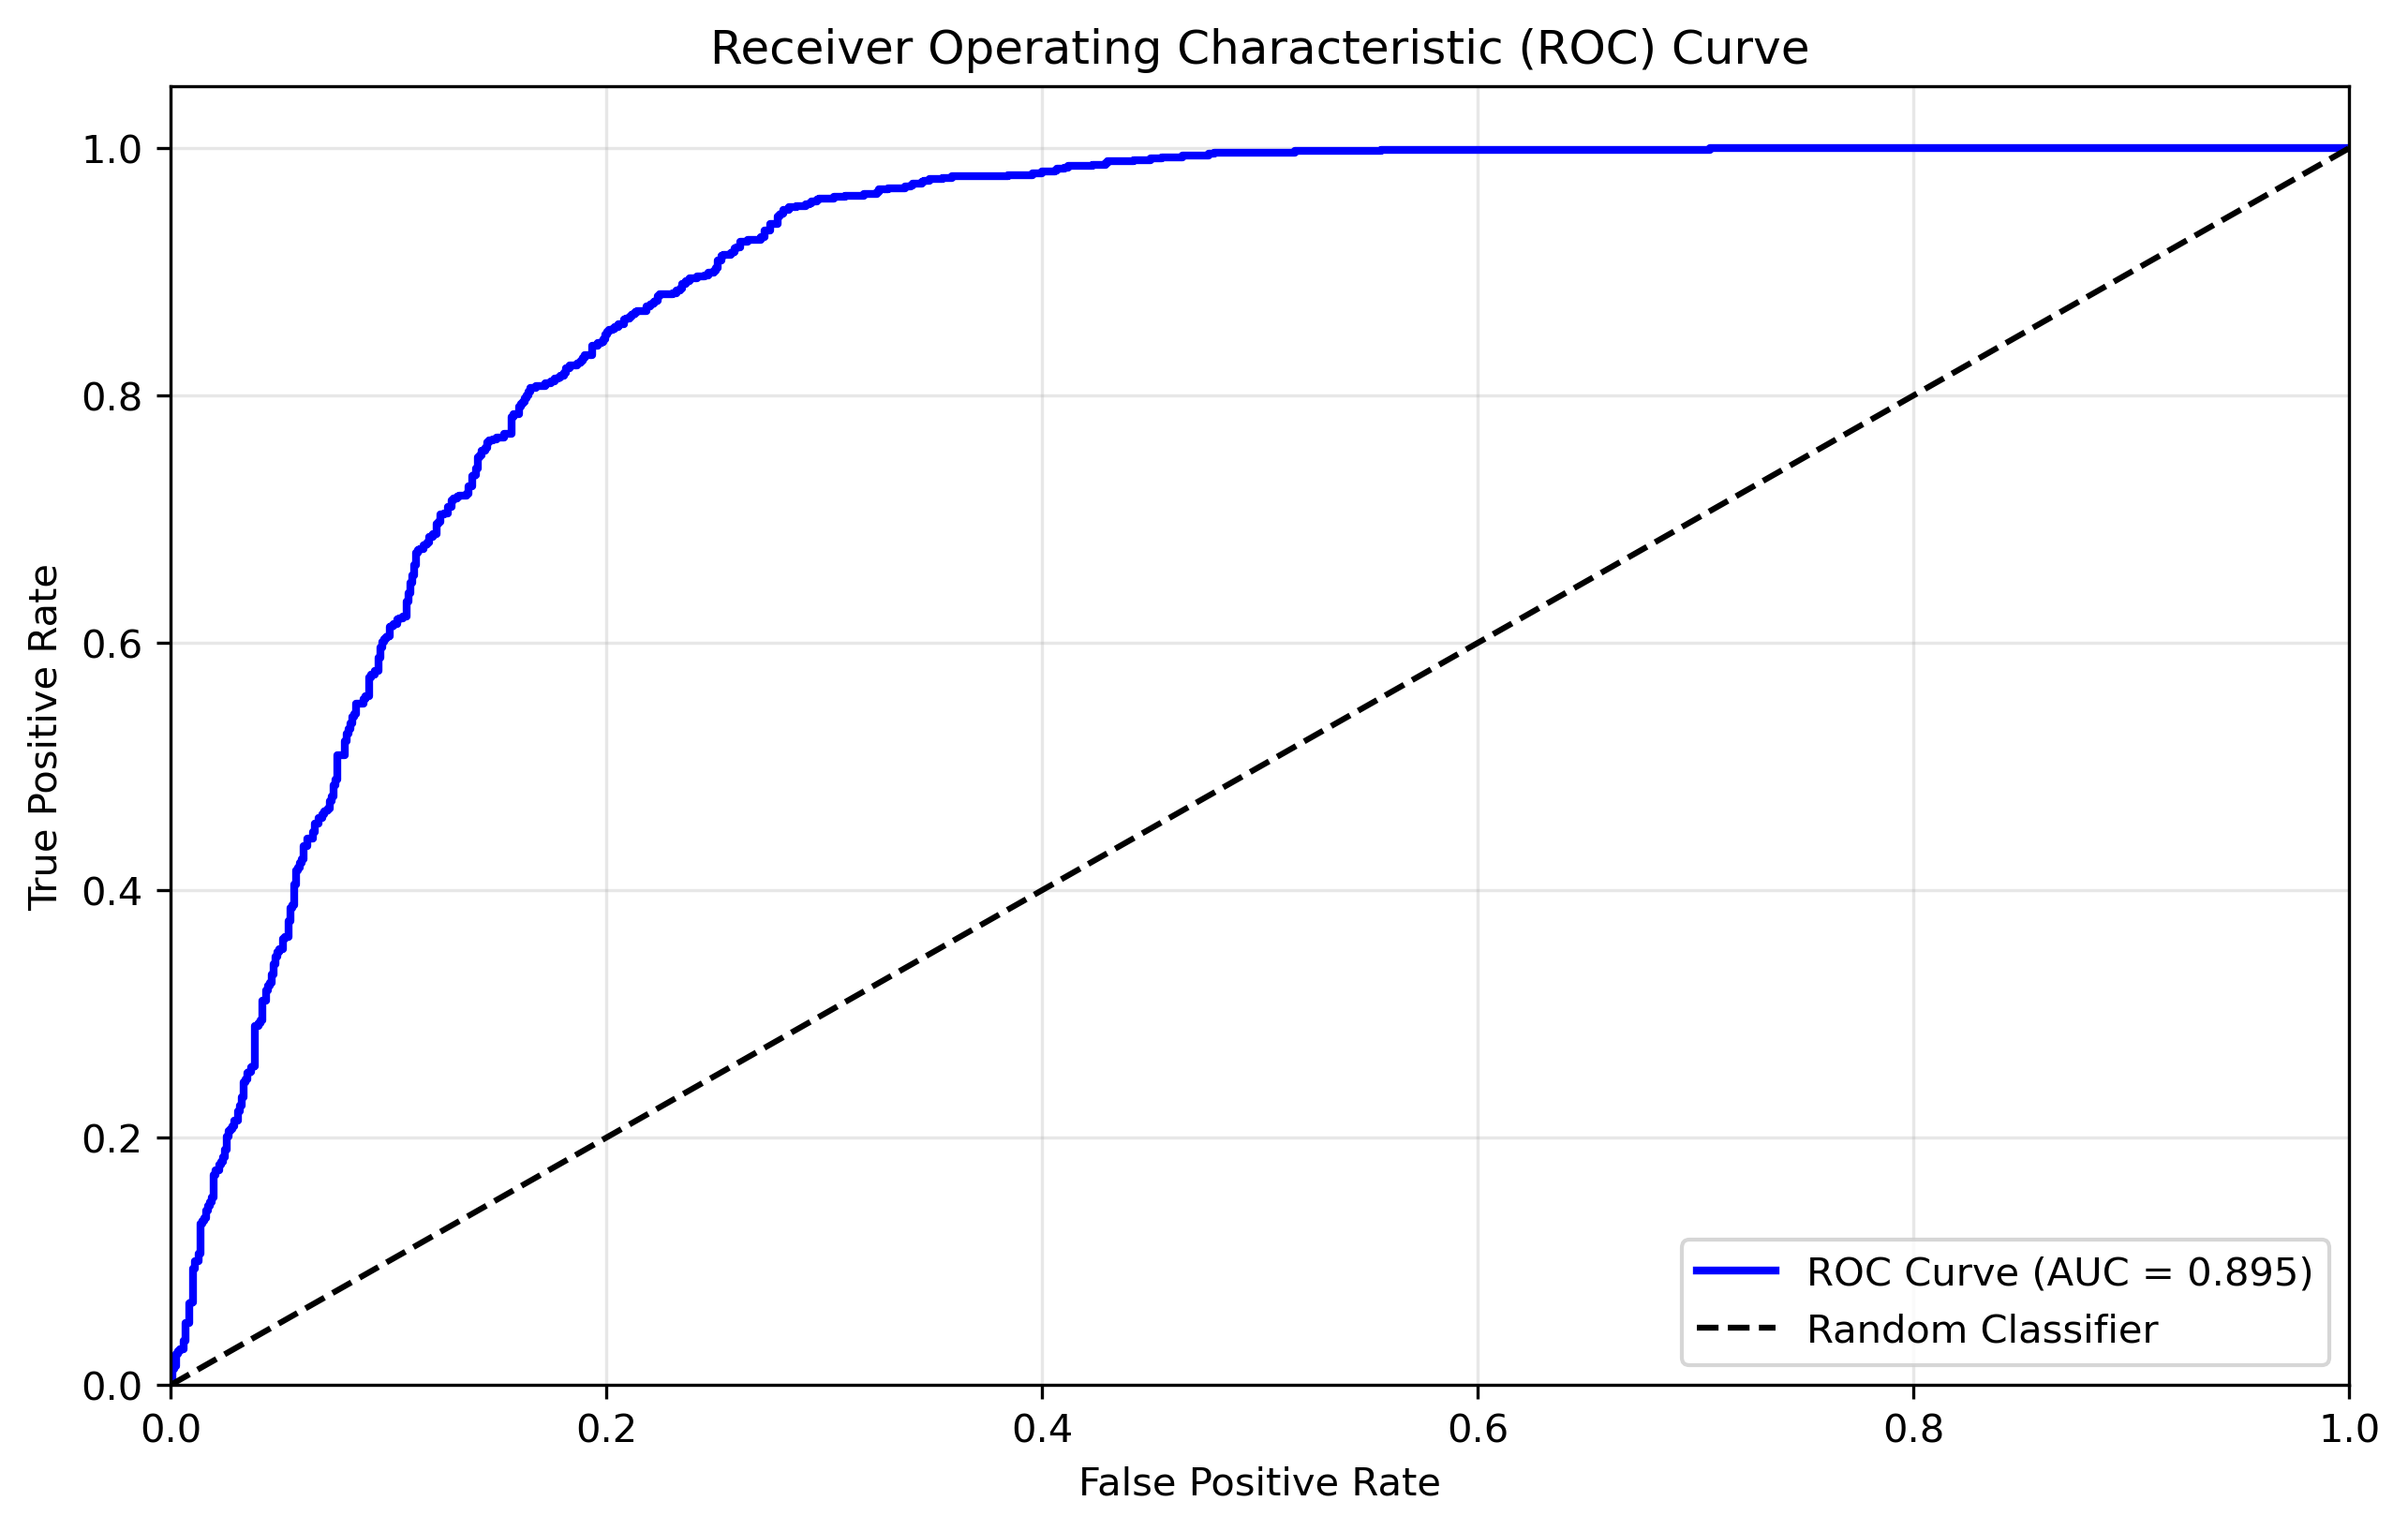 Receiver Operating Characteristic (ROC) Curve
1.0
0.8
0.6
0.4
0.2
0.0
True Positive Rate
0.0 0.2 0.4 0.6 0.8 1.0
False Positive Rate
ROC Curve (AUC = 0.895)
Random Classifier